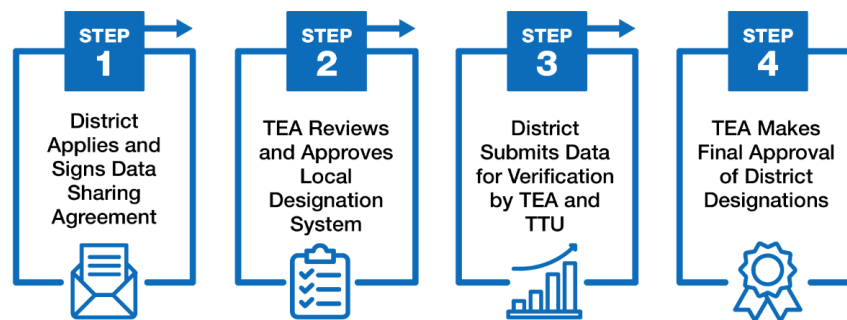 STEP
1
District
Applies and
Signs Data
Sharing
Agreement
STEP
2
TEA Reviews
and Approves
Local
Designation
System
STEP
3
District
Submits Data
for Verification
by TEA and
TTU
STEP
4
TEA Makes
Final Approval
of District
Designations